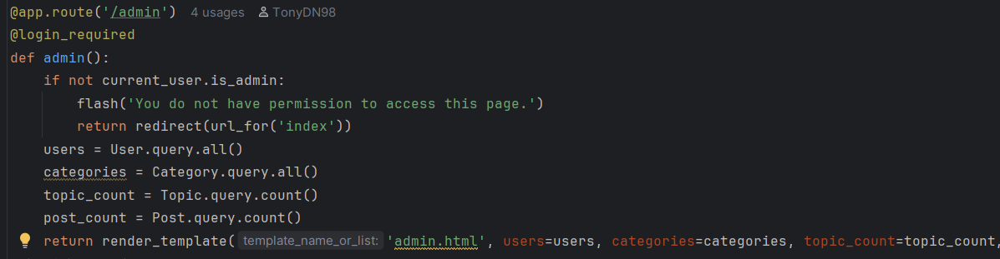 @app.route('/admin') 4 usages TonyDN98
@login_required
def admin():
    if not current_user.is_admin:
        flash('You do not have permission to access this page.')
        return redirect(url_for('index'))
    users = User.query.all()
    categories = Category.query.all()
    topic_count = Topic.query.count()
    post_count = Post.query.count()
    return render_template( template_name_or_list: 'admin.html', users=users, categories=categories, topic_count=topic_count,